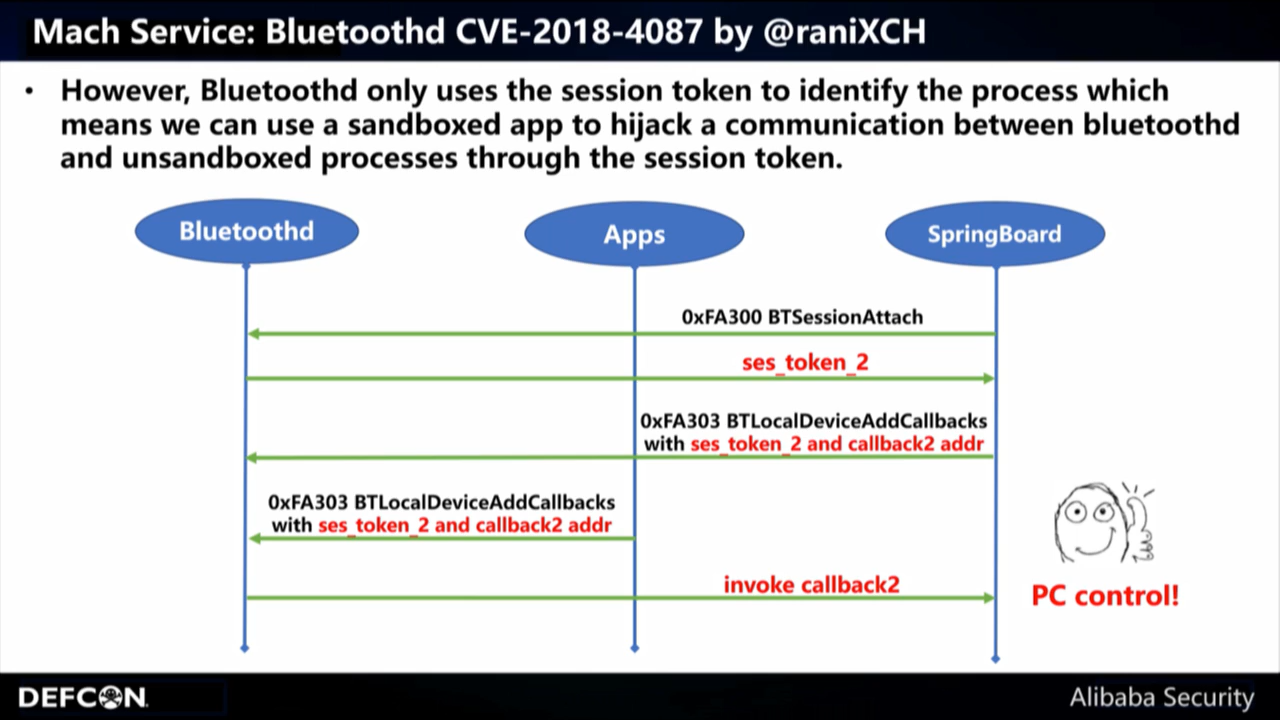 Mach Service: Bluetoothd CVE-2018-4087 by @raniXCH
• However, Bluetoothd only uses the session token to identify the process which
means we can use a sandboxed app to hijack a communication between bluetoothd
and unsandboxed processes through the session token.
Bluetoothd
Apps
SpringBoard
0xFA300 BTSessionAttach
ses_token_2
0xFA303 BTLocalDeviceAddCallbacks
with ses_token_2 and callback2 addr
0xFA303 BTLocalDeviceAddCallbacks
with ses_token_2 and callback2 addr
invoke callback2
PC control!
DEFCON.
Alibaba Security